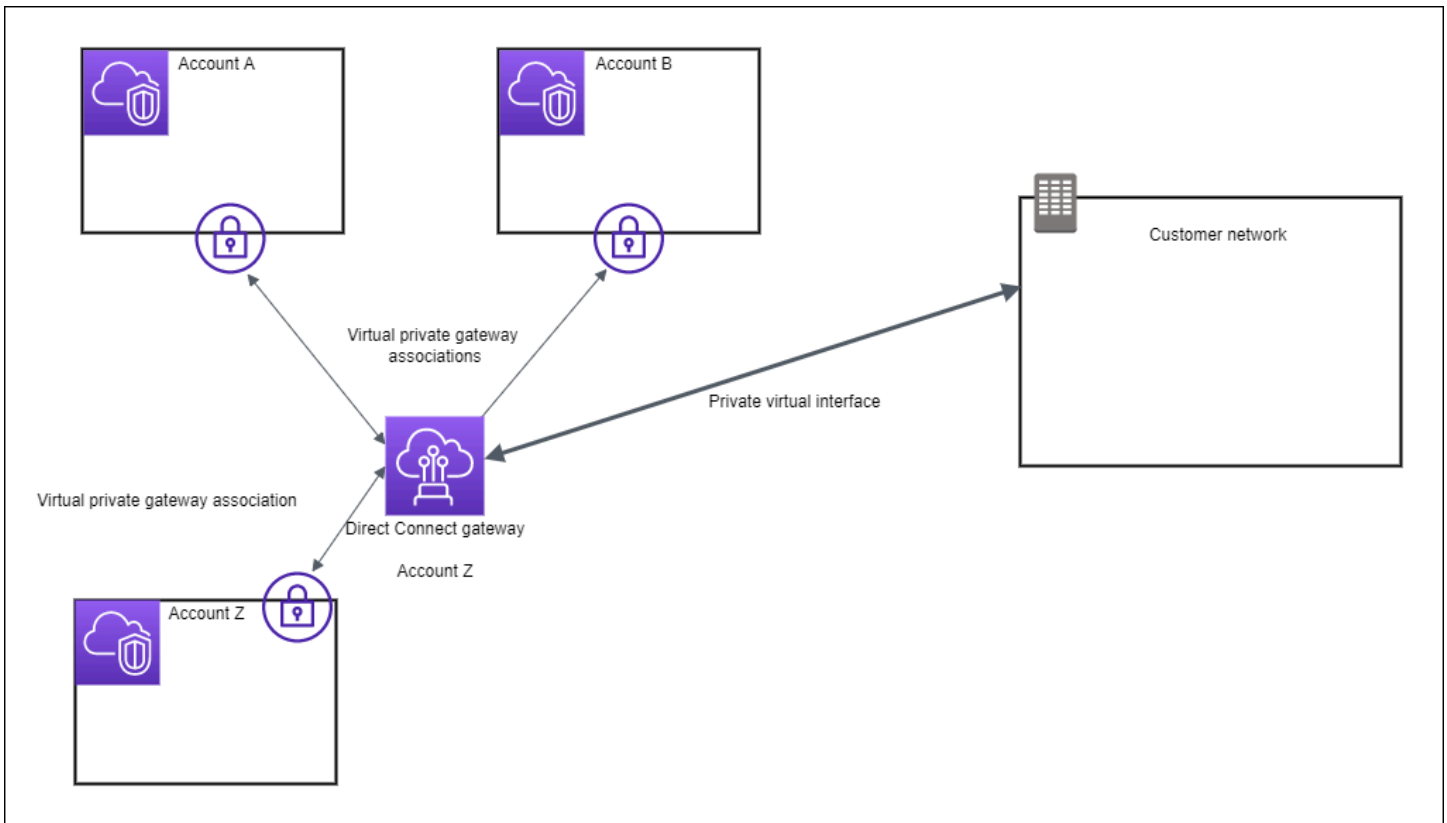 Account A
Account B
Customer network
Virtual private gateway
associations
Private virtual interface
Virtual private gateway association
Direct Connect gateway
Account Z
Account Z